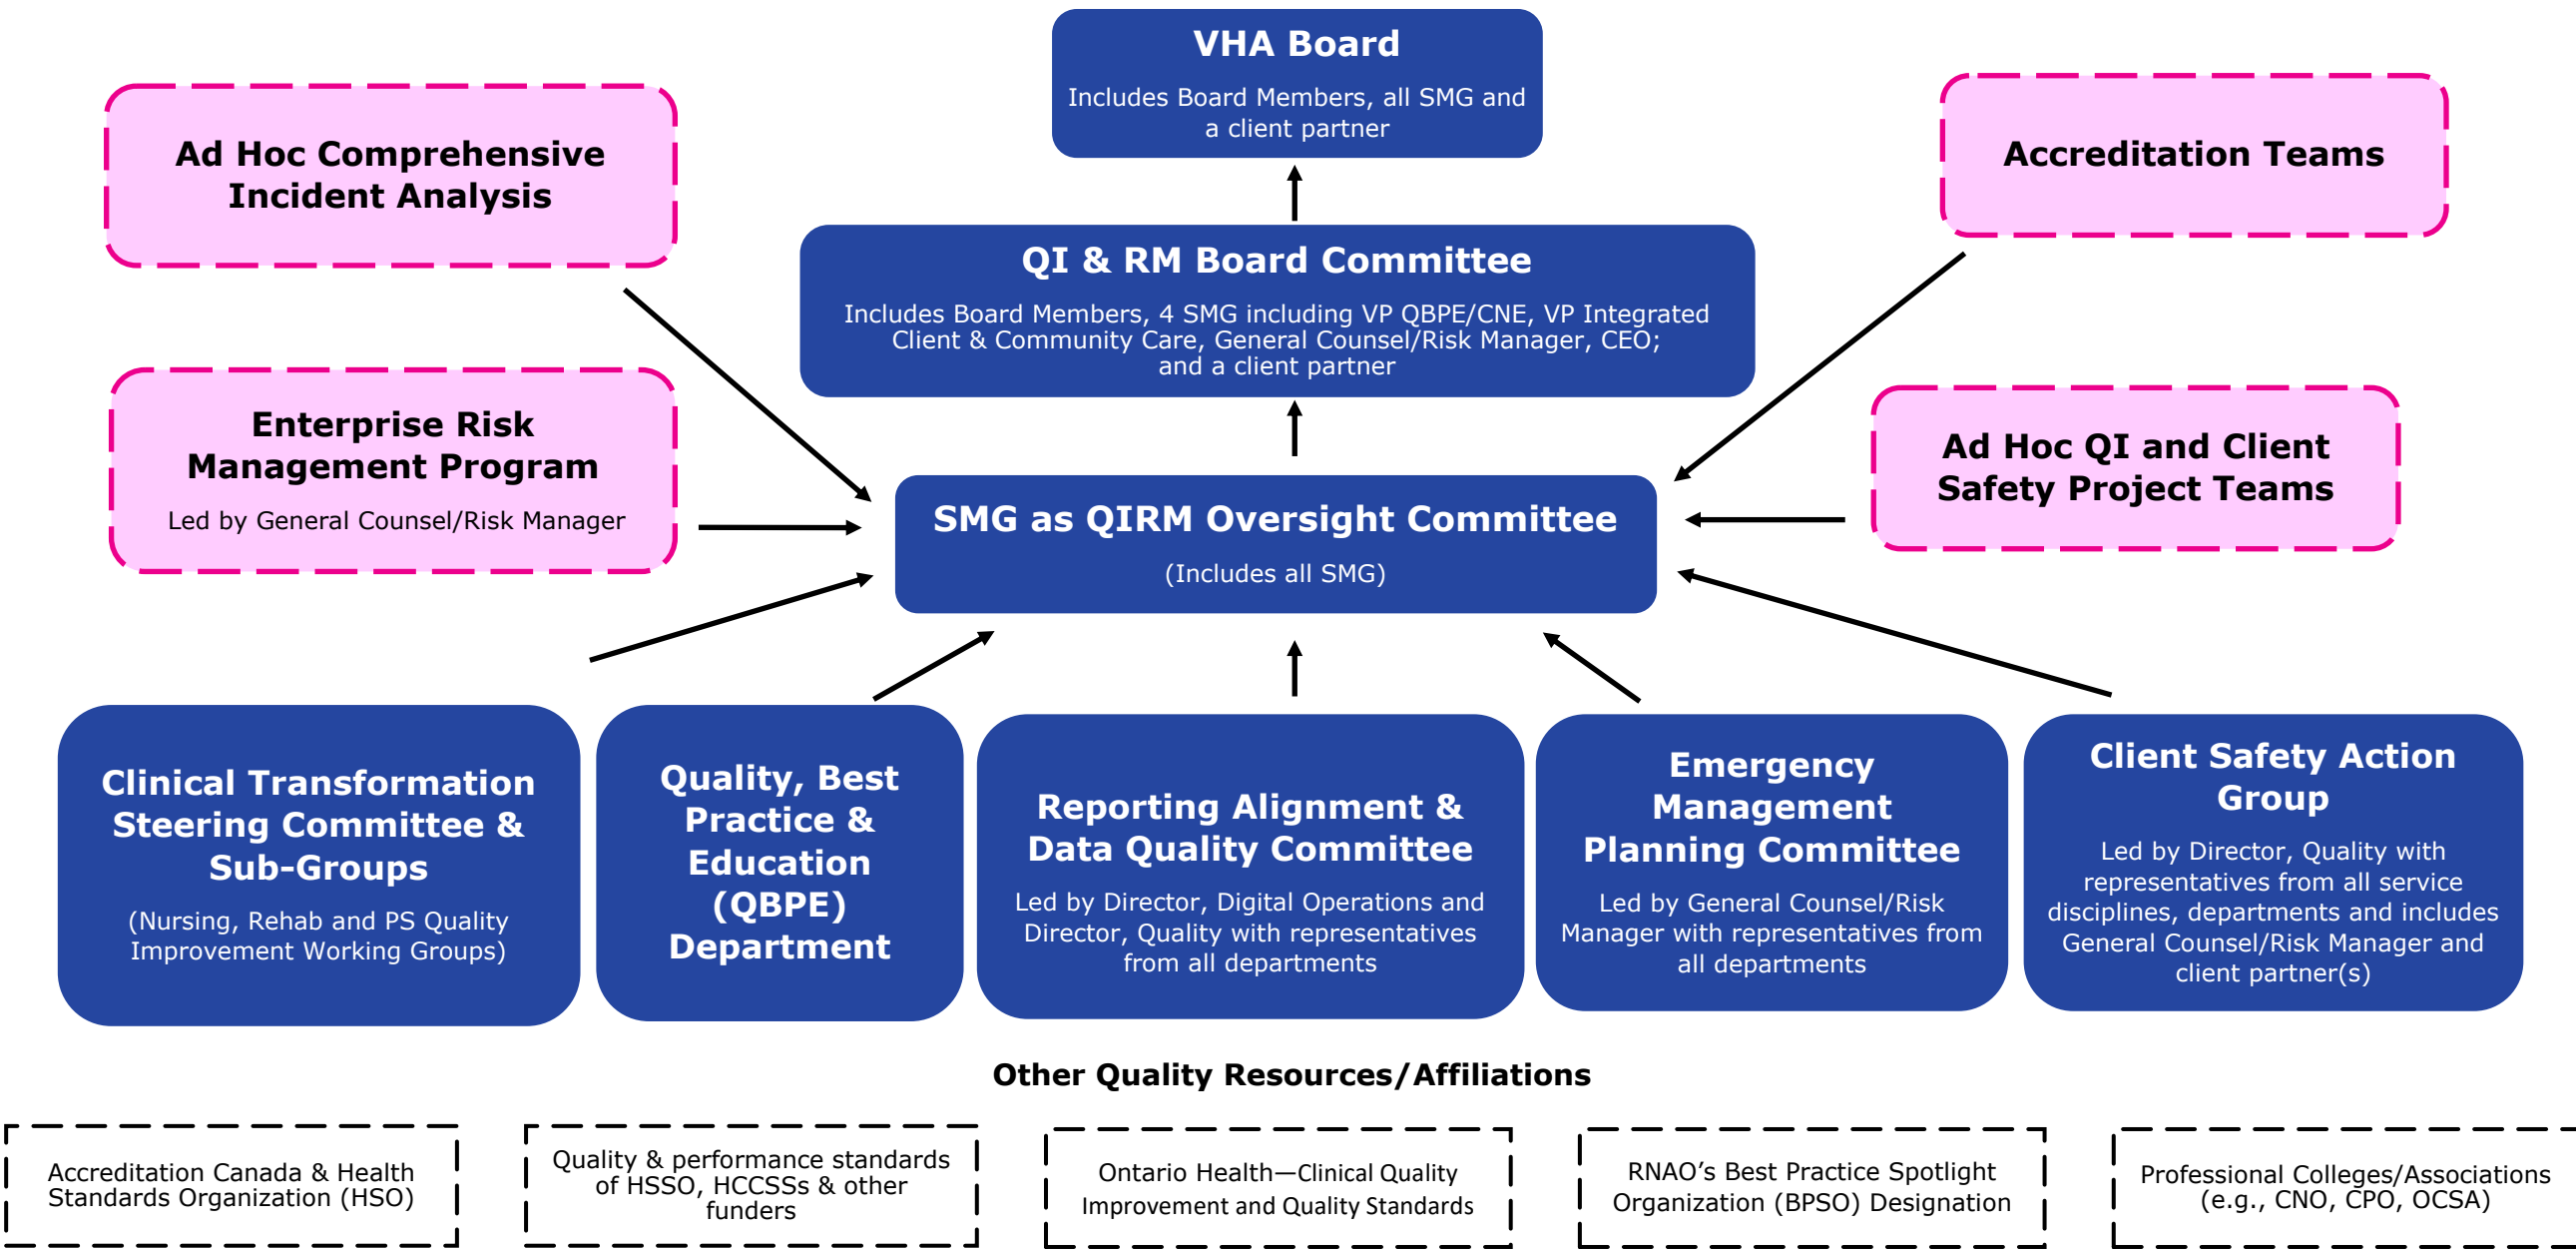 VHA Board
Includes Board Members, all SMG and
a client partner
Ad Hoc Comprehensive
Incident Analysis
Accreditation Teams
QI & RM Board Committee
Includes Board Members, 4 SMG including VP QBPE/CNE, VP Integrated
Client & Community Care, General Counsel/Risk Manager, CEO;
and a client partner
Enterprise Risk
Management Program
Led by General Counsel/Risk Manager
Ad Hoc QI and Client
Safety Project Teams
SMG as QIRM Oversight Committee
(Includes all SMG)
Clinical Transformation
Steering Committee &
Sub-Groups
(Nursing, Rehab and PS Quality
Improvement Working Groups)
Quality, Best
Practice &
Education
(QBPE)
Department
Reporting Alignment &
Data Quality Committee
Led by Director, Digital Operations and
Director, Quality with representatives
from all departments
Emergency
Management
Planning Committee
Led by General Counsel/Risk
Manager with representatives from
all departments
Client Safety Action
Group
Led by Director, Quality with
representatives from all service
disciplines, departments and includes
General Counsel/Risk Manager and
client partner(s)
Other Quality Resources/Affiliations
Accreditation Canada & Health
Standards Organization (HSO)
Quality & performance standards
of HSSO, HCCSSs & other
funders
Ontario Health—Clinical Quality
Improvement and Quality Standards
RNAO’s Best Practice Spotlight
Organization (BPSO) Designation
Professional Colleges/Associations
(e.g., CNO, CPO, OCSA)